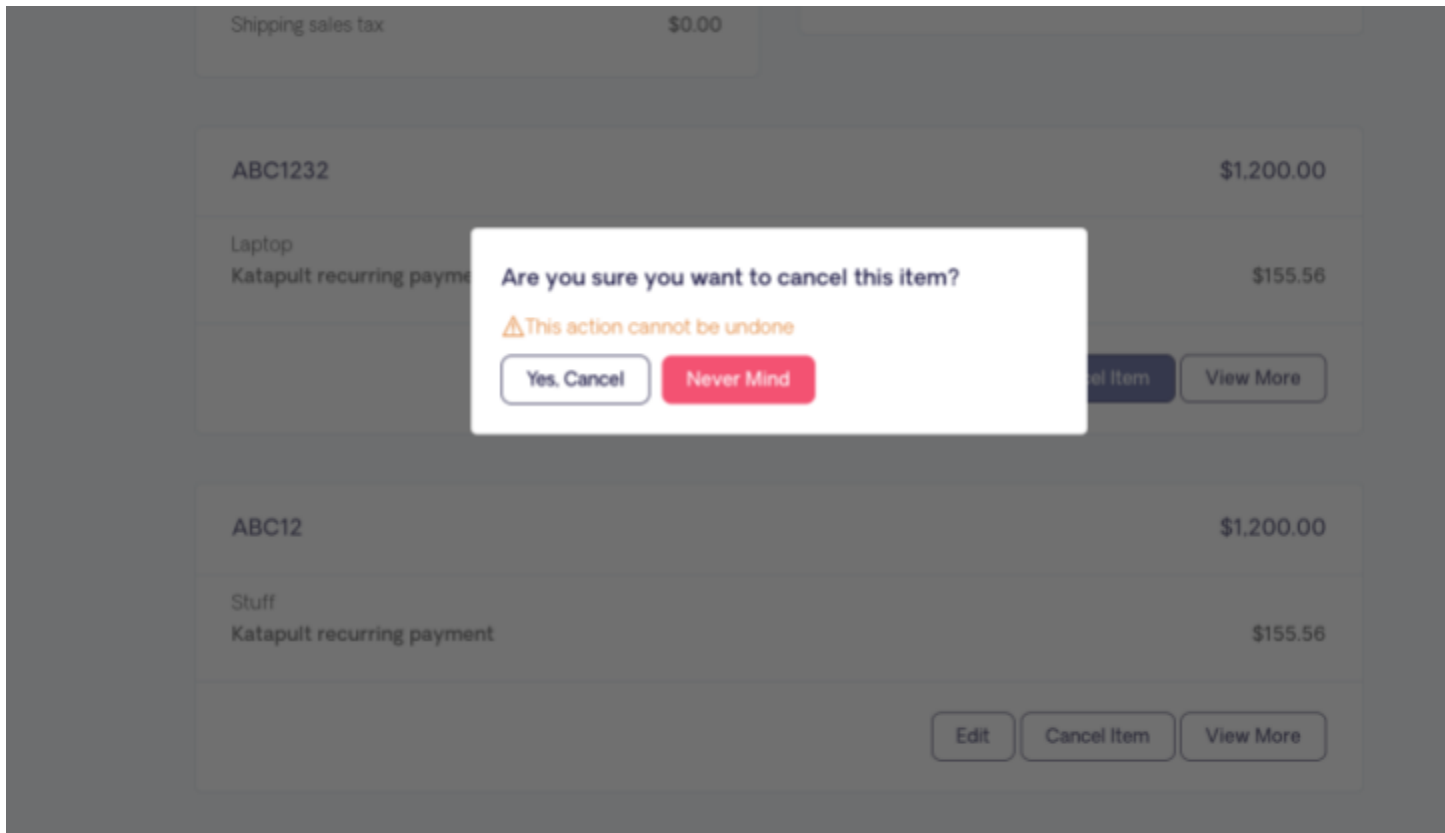 Shipping sales tax $0.00
ABC1232 $1,200.00
Laptop
Katapult recurring payme $155.56
Are you sure you want to cancel this item?
⚠This action cannot be undone
Yes, Cancel Never Mind
el Item View More
ABC12 $1,200.00
Stuff
Katapult recurring payment $155.56
Edit Cancel Item View More